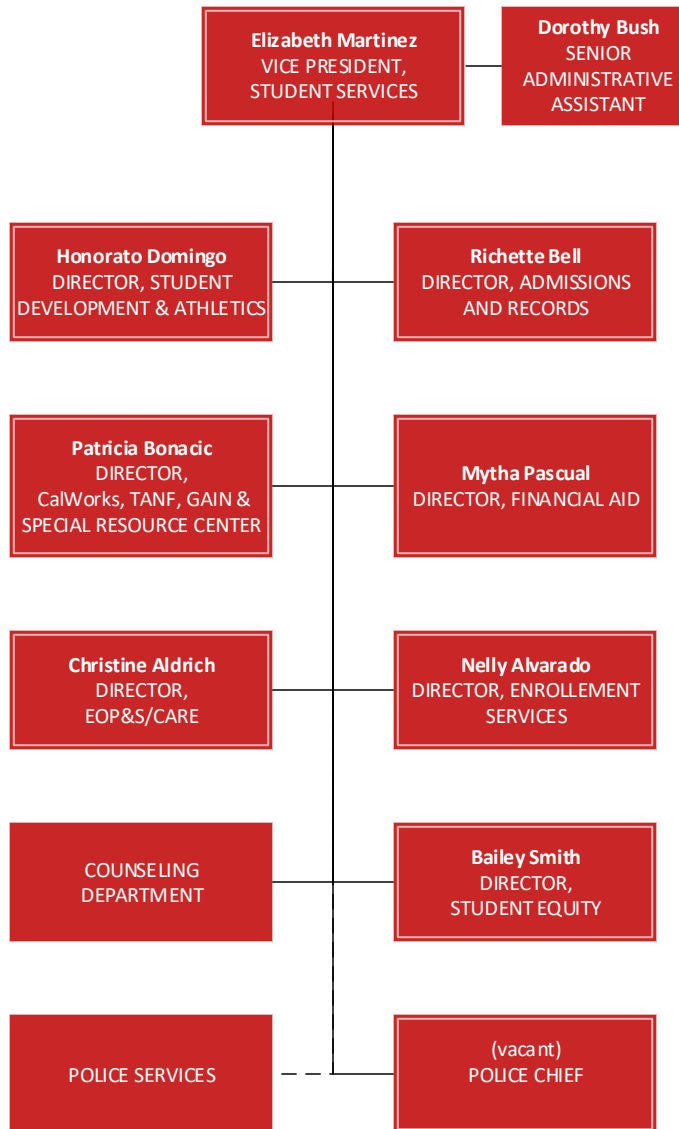 Elizabeth Martinez
VICE PRESIDENT,
STUDENT SERVICES
Dorothy Bush
SENIOR
ADMINISTRATIVE
ASSISTANT
Honorato Domingo
DIRECTOR, STUDENT
DEVELOPMENT & ATHLETICS
Richette Bell
DIRECTOR, ADMISSIONS
AND RECORDS
Patricia Bonacic
DIRECTOR,
CalWorks, TANF, GAIN &
SPECIAL RESOURCE CENTER
Mytha Pascual
DIRECTOR, FINANCIAL AID
Christine Aldrich
DIRECTOR,
EOP&S/CARE
Nelly Alvarado
DIRECTOR, ENROLLEMENT
SERVICES
COUNSELING
DEPARTMENT
Bailey Smith
DIRECTOR,
STUDENT EQUITY
POLICE SERVICES
(vacant)
POLICE CHIEF